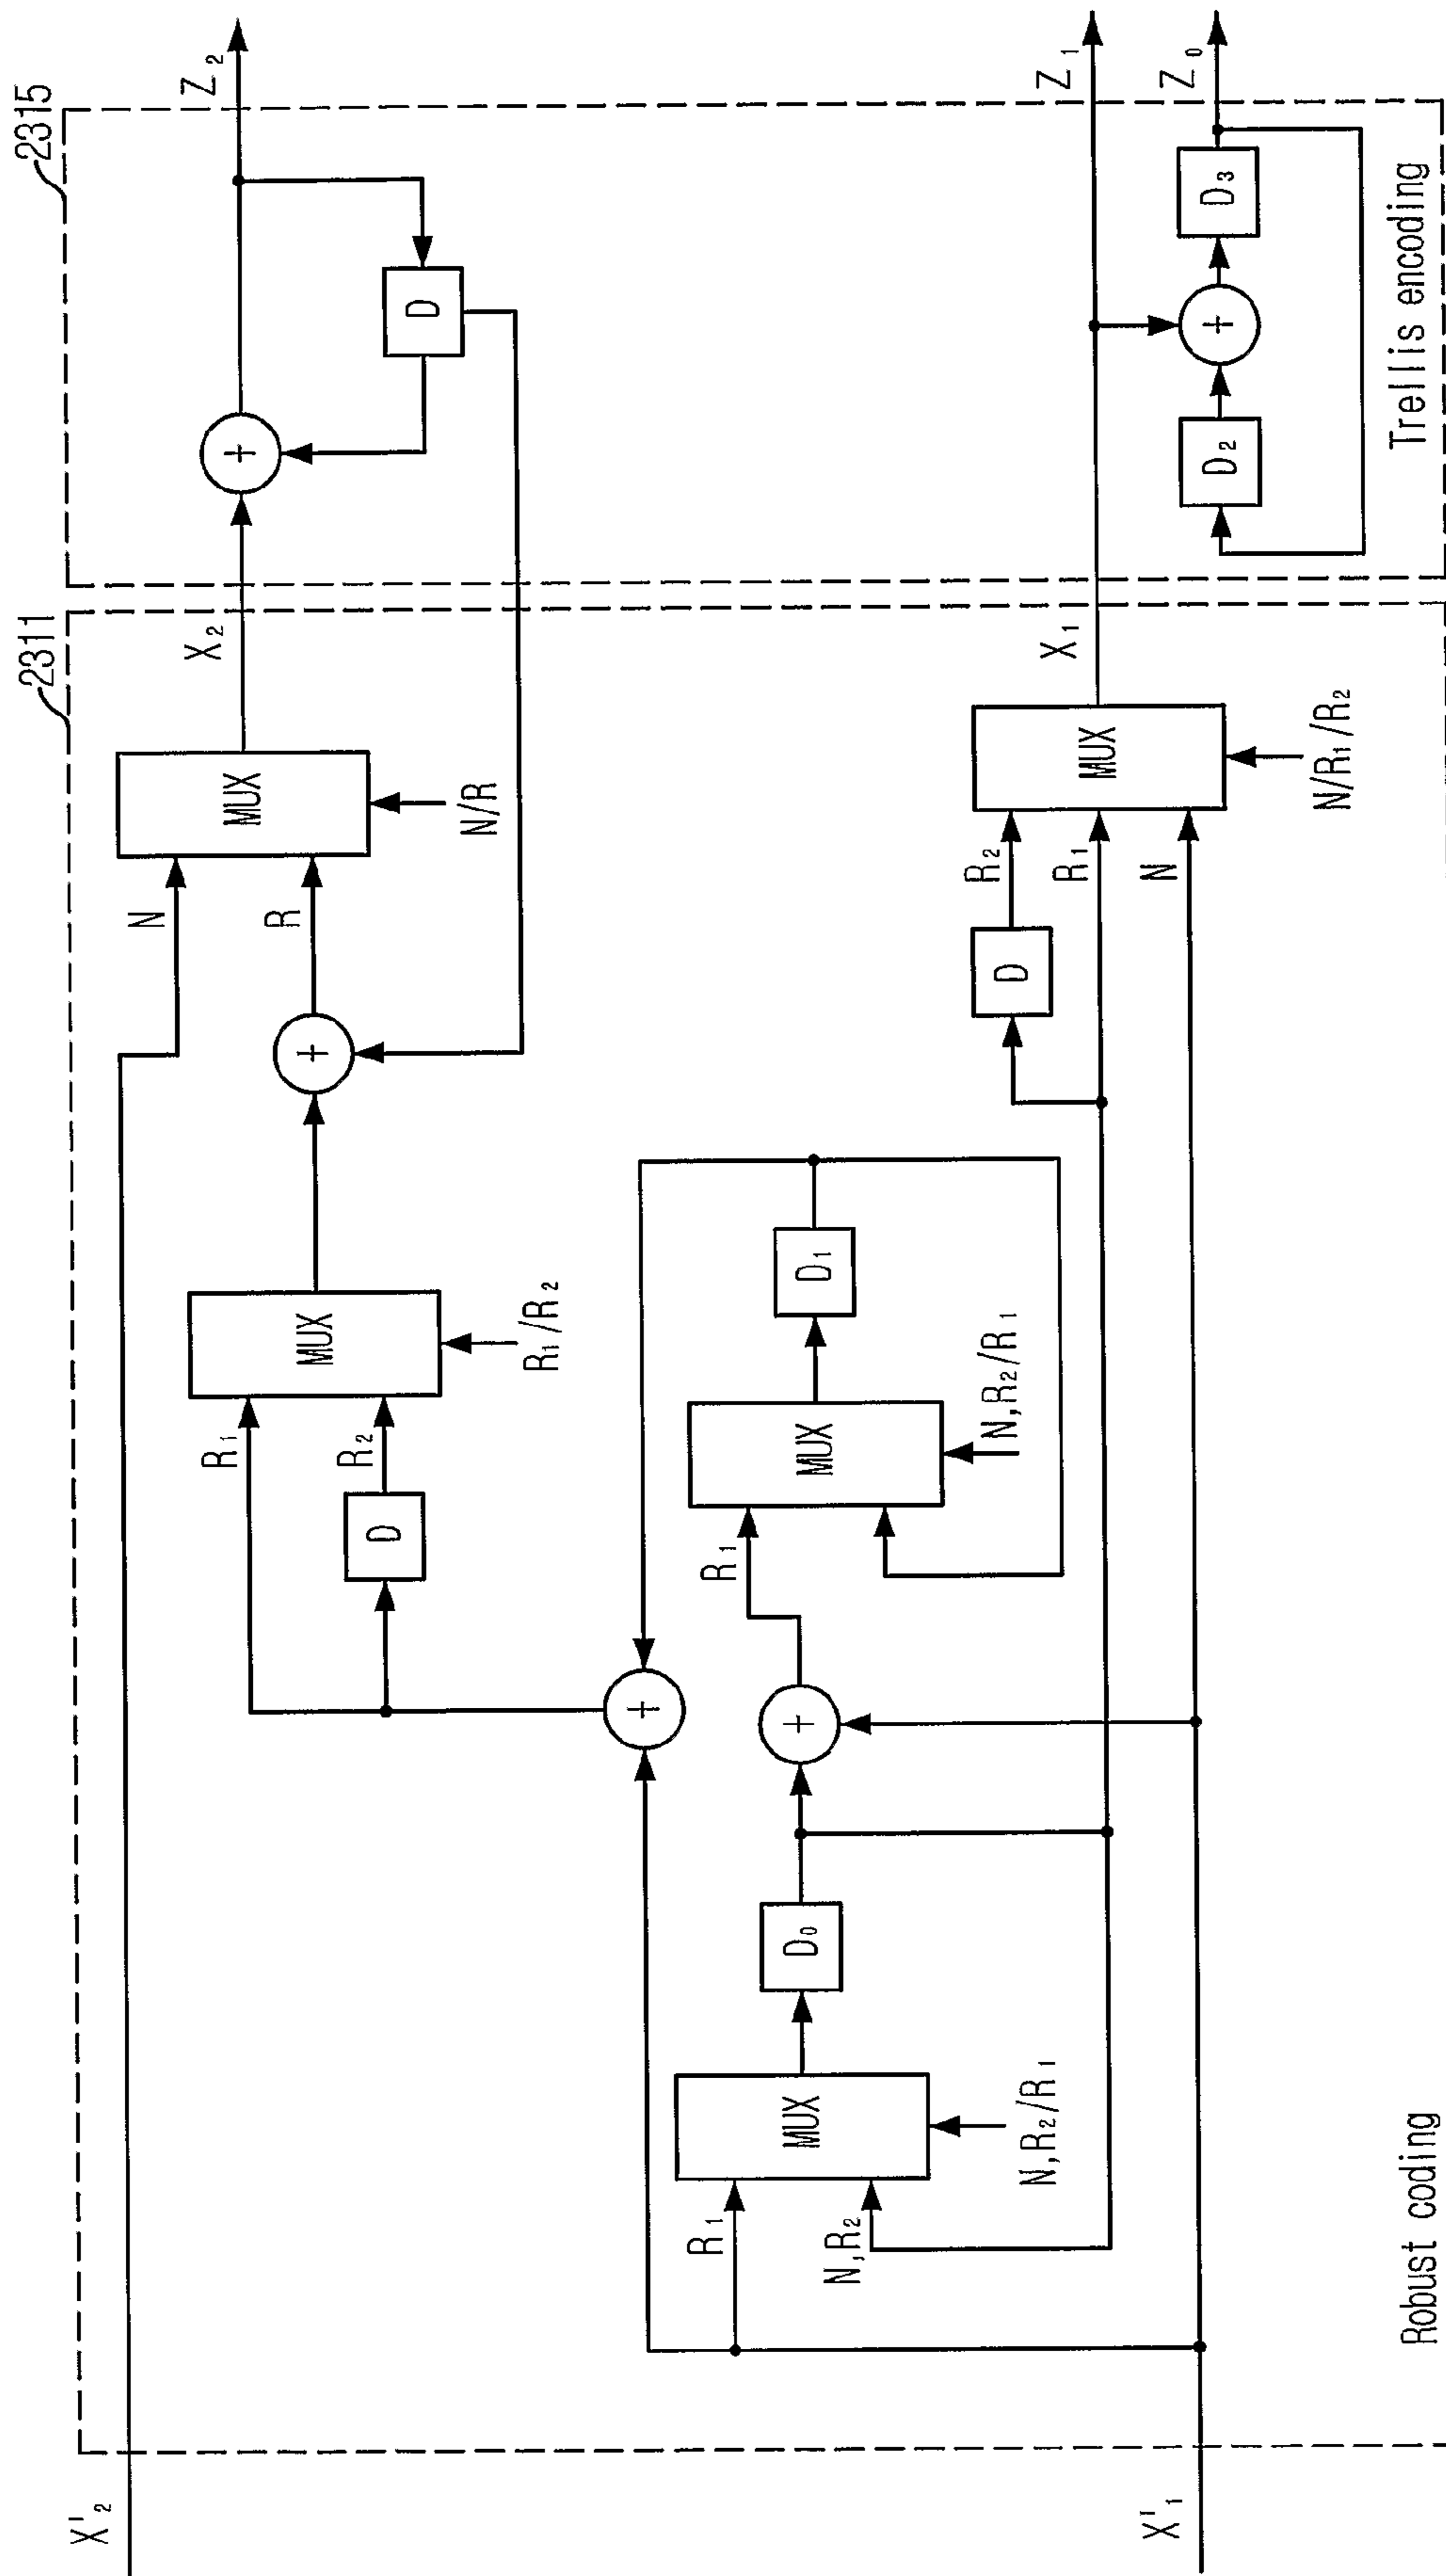 2311
2315
X'₂
N
MUX
X₂
+
Z₂
R₁
R₂
D
MUX
R₁/R₂
+
R
N/R
D
+
R₁
N,R₂
MUX
N,R₂/R₁
D₀
+
R₁
MUX
N,R₂/R₁
D₁
D
R₂
R₁
N
MUX
N/R₁/R₂
X'₁
X₁
Z₁
D₂
+
D₃
Z₀
Robust coding
Trellis encoding